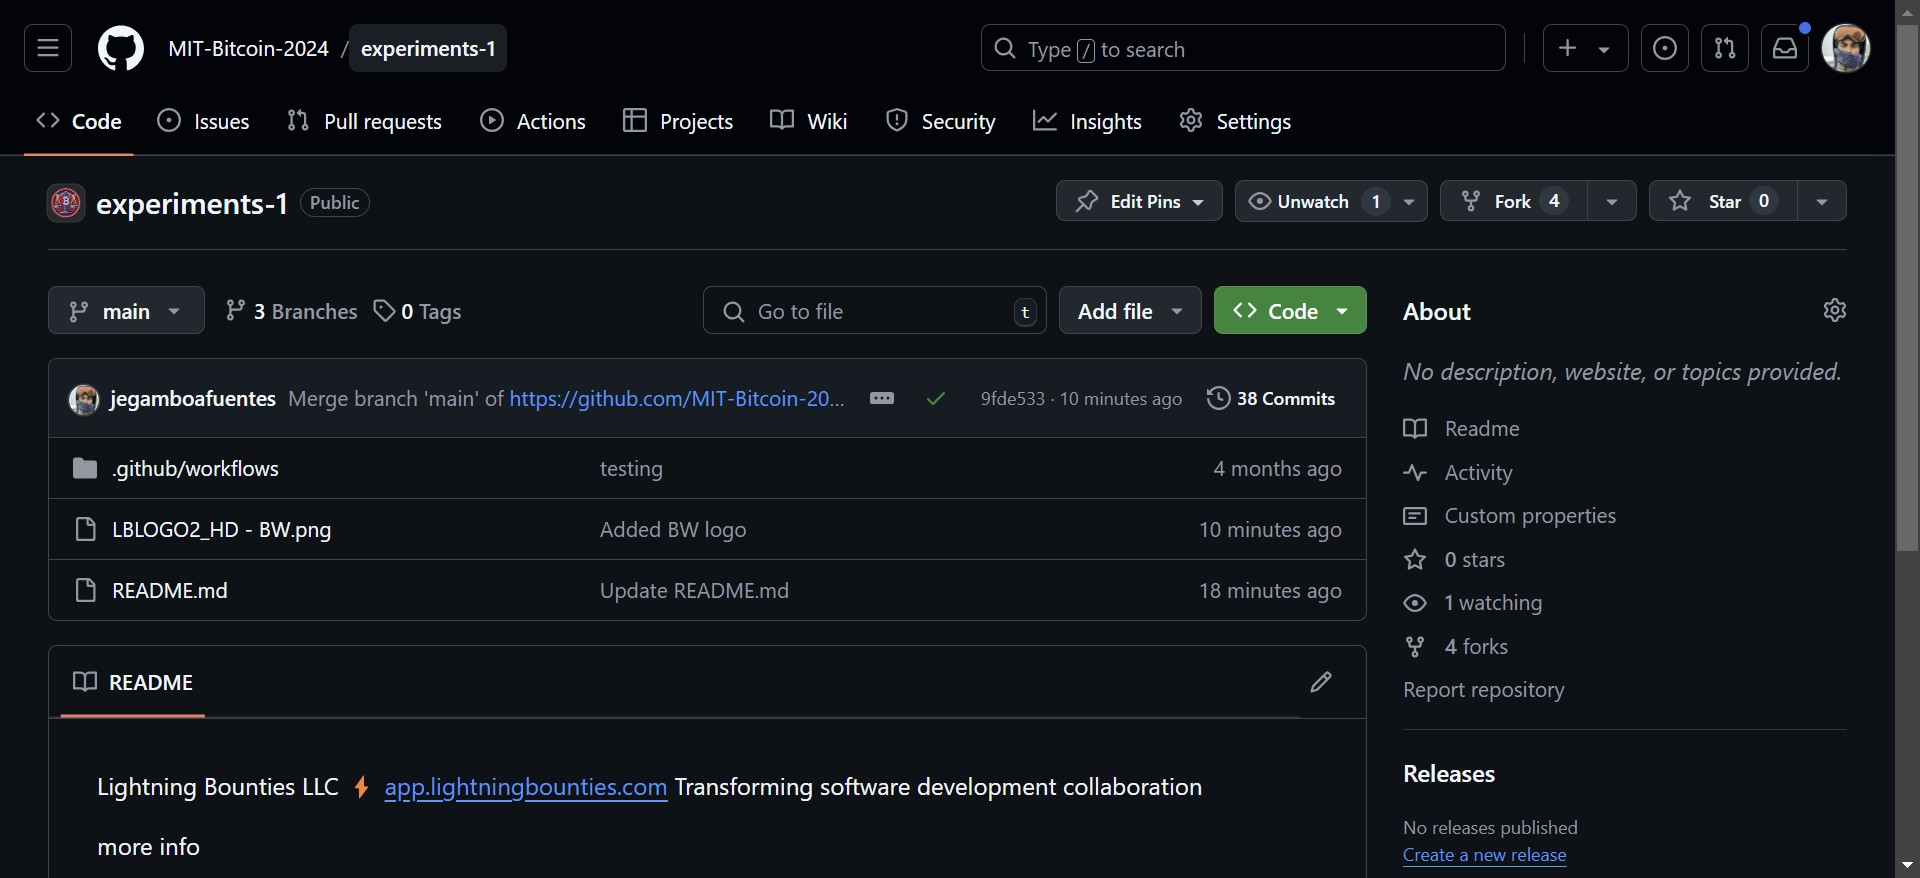 MIT-Bitcoin-2024 / experiments-1
Type / to search
Code Issues Pull requests Actions Projects Wiki Security Insights Settings
experiments-1 Public
Edit Pins Unwatch 1 Fork 4 Star 0
main 3 Branches 0 Tags Go to file t Add file Code
jegamboafuentes Merge branch 'main' of https://github.com/MIT-Bitcoin-20... 9fde533 · 10 minutes ago 38 Commits
.github/workflows testing 4 months ago
LBLOGO2_HD - BW.png Added BW logo 10 minutes ago
README.md Update README.md 18 minutes ago
README
Lightning Bounties LLC ⚡ app.lightningbounties.com Transforming software development collaboration
more info
About
No description, website, or topics provided.
Readme
Activity
Custom properties
0 stars
1 watching
4 forks
Report repository
Releases
No releases published
Create a new release